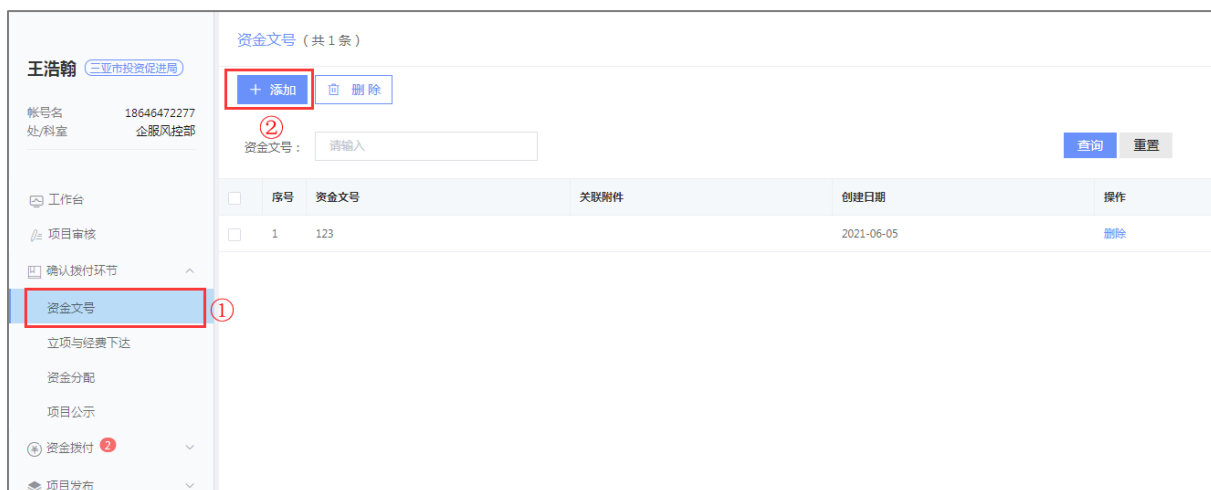 资金文号（共1条）
王浩翰 三亚市投资促进局
+ 添加 删除
帐号名 18646472277
处/科室 企服风控部
②
资金文号： 请输入 查询 重置
序号 资金文号 关联附件 创建日期 操作
1 123 2021-06-05 删除
工作台
项目审核
确认拨付环节
资金文号 ①
立项与经费下达
资金分配
项目公示
资金拨付 2
项目发布